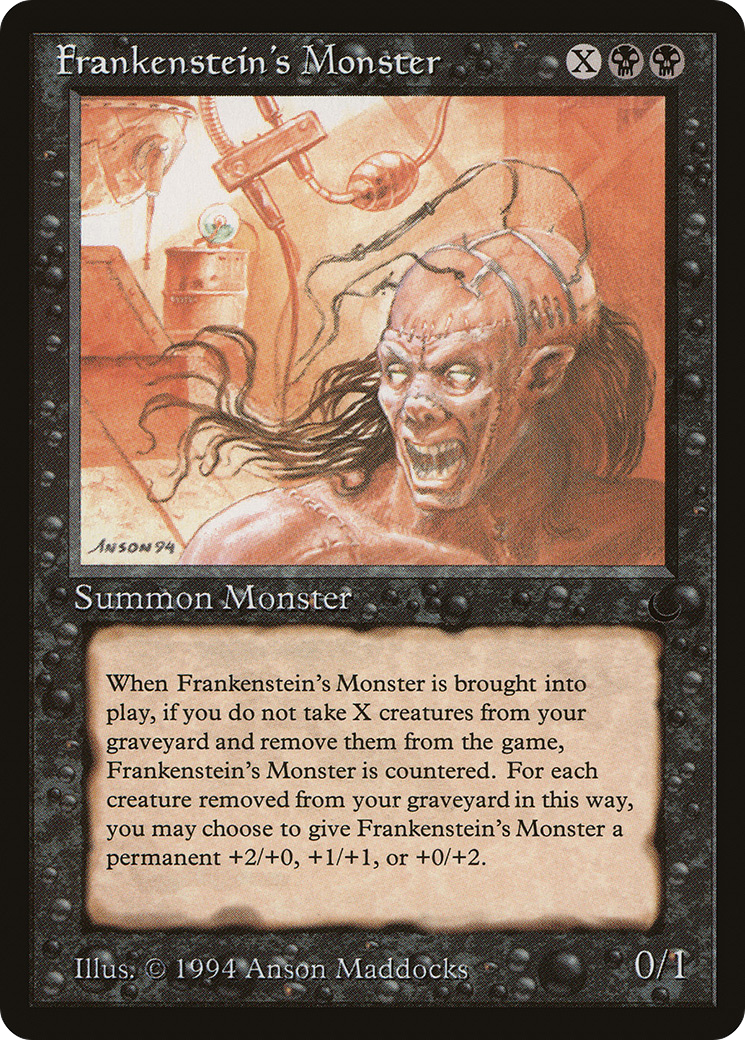 Frankenstein's Monster X
ANSON 94
Summon Monster
When Frankenstein's Monster is brought into
play, if you do not take X creatures from your
graveyard and remove them from the game,
Frankenstein's Monster is countered. For each
creature removed from your graveyard in this way,
you may choose to give Frankenstein's Monster a
permanent +2/+0, +1/+1, or +0/+2.
Illus. © 1994 Anson Maddocks 0/1